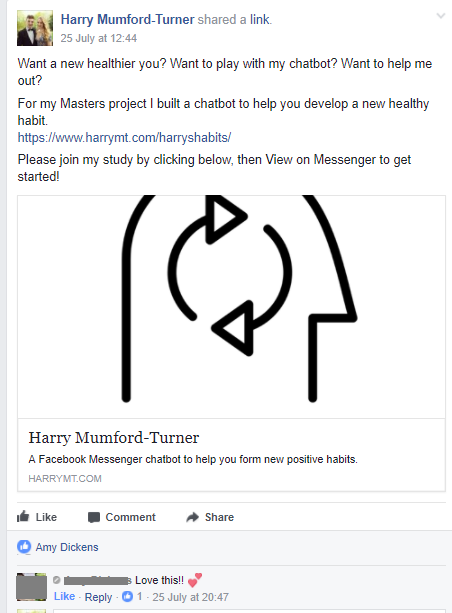 Harry Mumford-Turner shared a link.
25 July at 12:44
Want a new healthier you? Want to play with my chatbot? Want to help me
out?
For my Masters project I built a chatbot to help you develop a new healthy
habit.
https://www.harrymt.com/harryshabits/
Please join my study by clicking below, then View on Messenger to get
started!
Harry Mumford-Turner
A Facebook Messenger chatbot to help you form new positive habits.
HARRYMT.COM
Like Comment Share
Amy Dickens
Love this!! 💕
Like · Reply · 1 · 25 July at 20:47